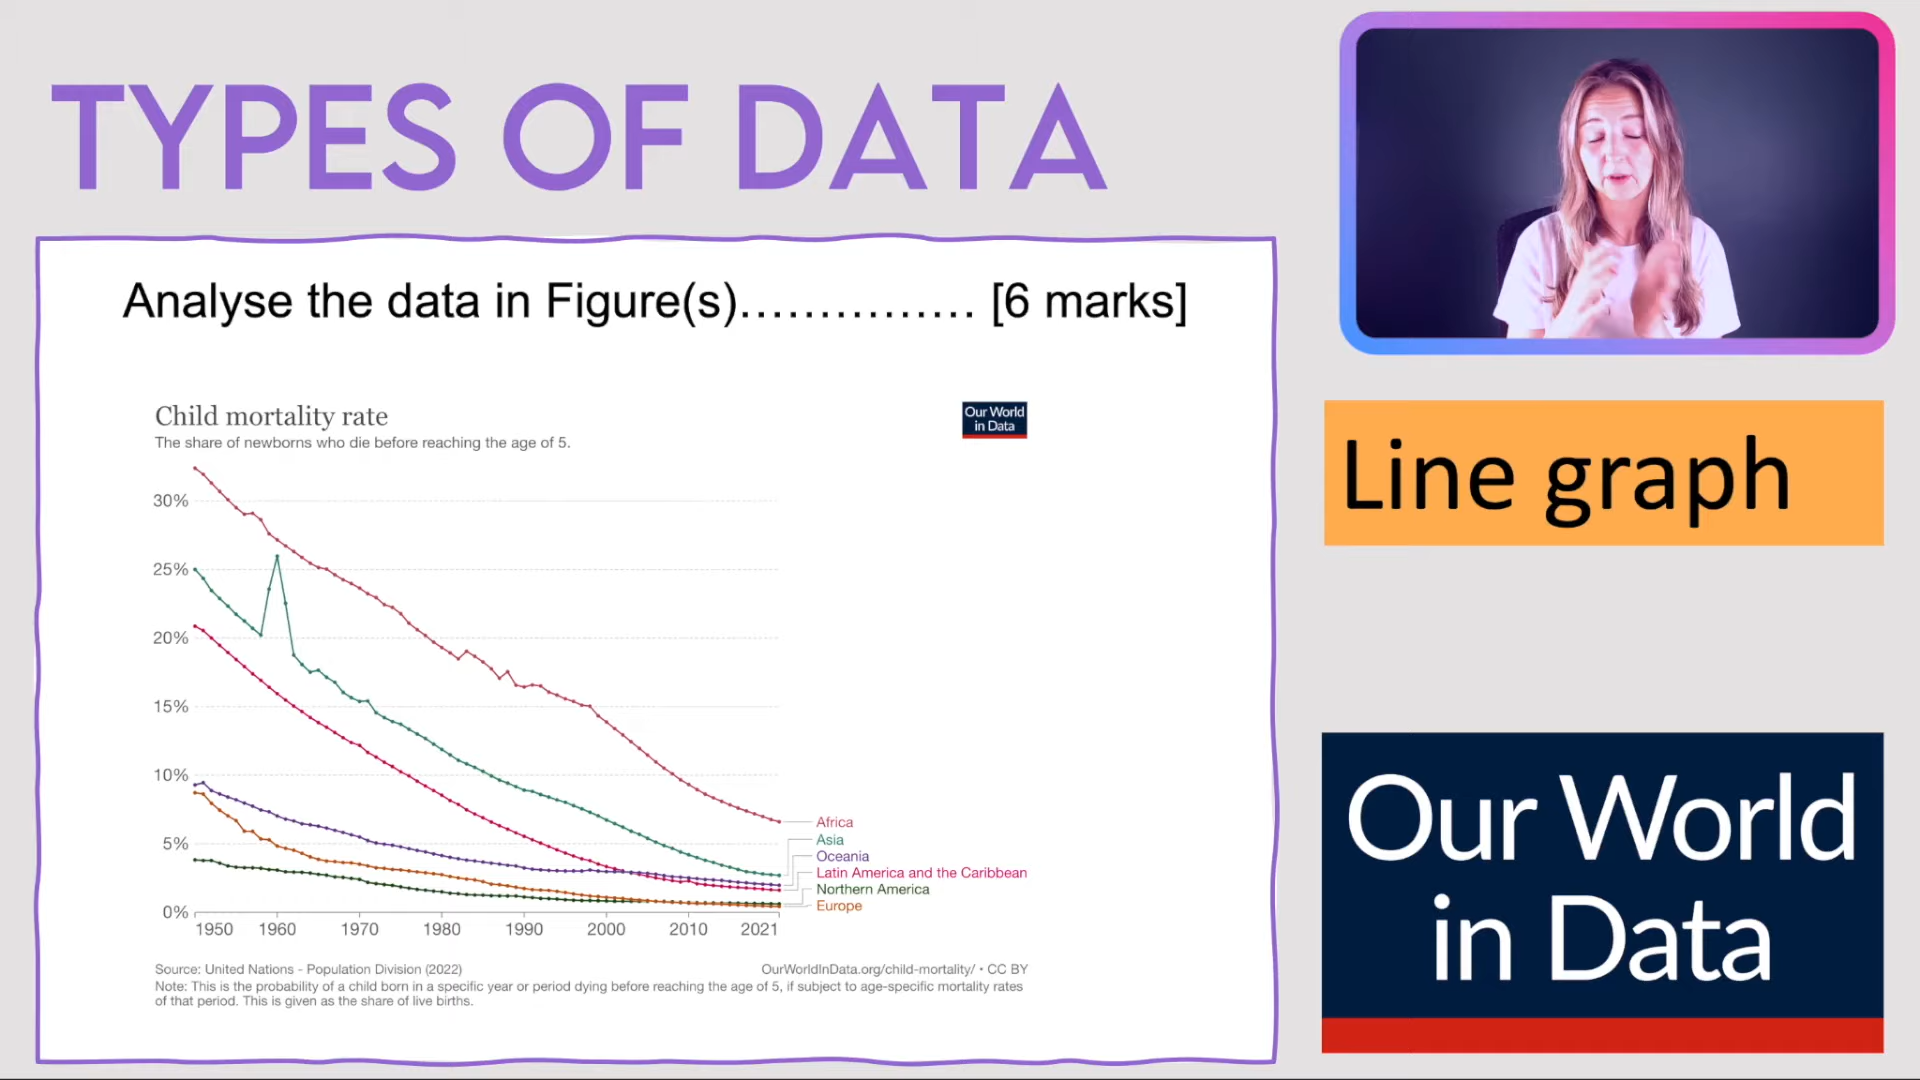 TYPES OF DATA
Analyse the data in Figure(s)............... [6 marks]
Child mortality rate
The share of newborns who die before reaching the age of 5.
Our World
in Data
30%
25%
20%
15%
10%
5%
0%
1950 1960 1970 1980 1990 2000 2010 2021
Africa
Asia
Oceania
Latin America and the Caribbean
Northern America
Europe
Source: United Nations - Population Division (2022)
OurWorldInData.org/child-mortality/ • CC BY
Note: This is the probability of a child born in a specific year or period dying before reaching the age of 5, if subject to age-specific mortality rates
of that period. This is given as the share of live births.
Line graph
Our World
in Data